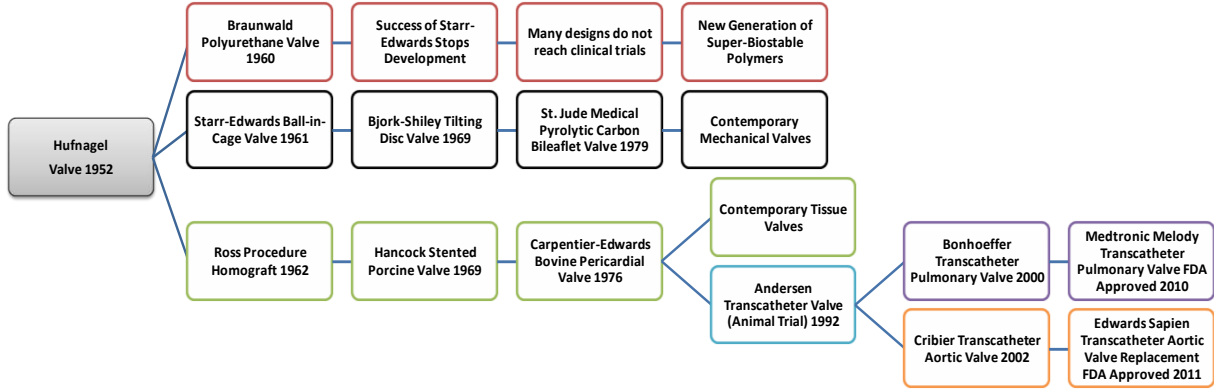 Hufnagel
Valve 1952
Braunwald
Polyurethane Valve
1960
Success of Starr-
Edwards Stops
Development
Many designs do not
reach clinical trials
New Generation of
Super-Biostable
Polymers
Starr-Edwards Ball-in-
Cage Valve 1961
Bjork-Shiley Tilting
Disc Valve 1969
St. Jude Medical
Pyrolytic Carbon
Bileaflet Valve 1979
Contemporary
Mechanical Valves
Ross Procedure
Homograft 1962
Hancock Stented
Porcine Valve 1969
Carpentier-Edwards
Bovine Pericardial
Valve 1976
Contemporary Tissue
Valves
Andersen
Transcatheter Valve
(Animal Trial) 1992
Bonhoeffer
Transcatheter
Pulmonary Valve 2000
Medtronic Melody
Transcatheter
Pulmonary Valve FDA
Approved 2010
Cribier Transcatheter
Aortic Valve 2002
Edwards Sapien
Transcatheter Aortic
Valve Replacement
FDA Approved 2011